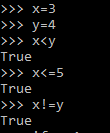 >>> x=3
>>> y=4
>>> x<y
True
>>> x<=5
True
>>> x!=y
True